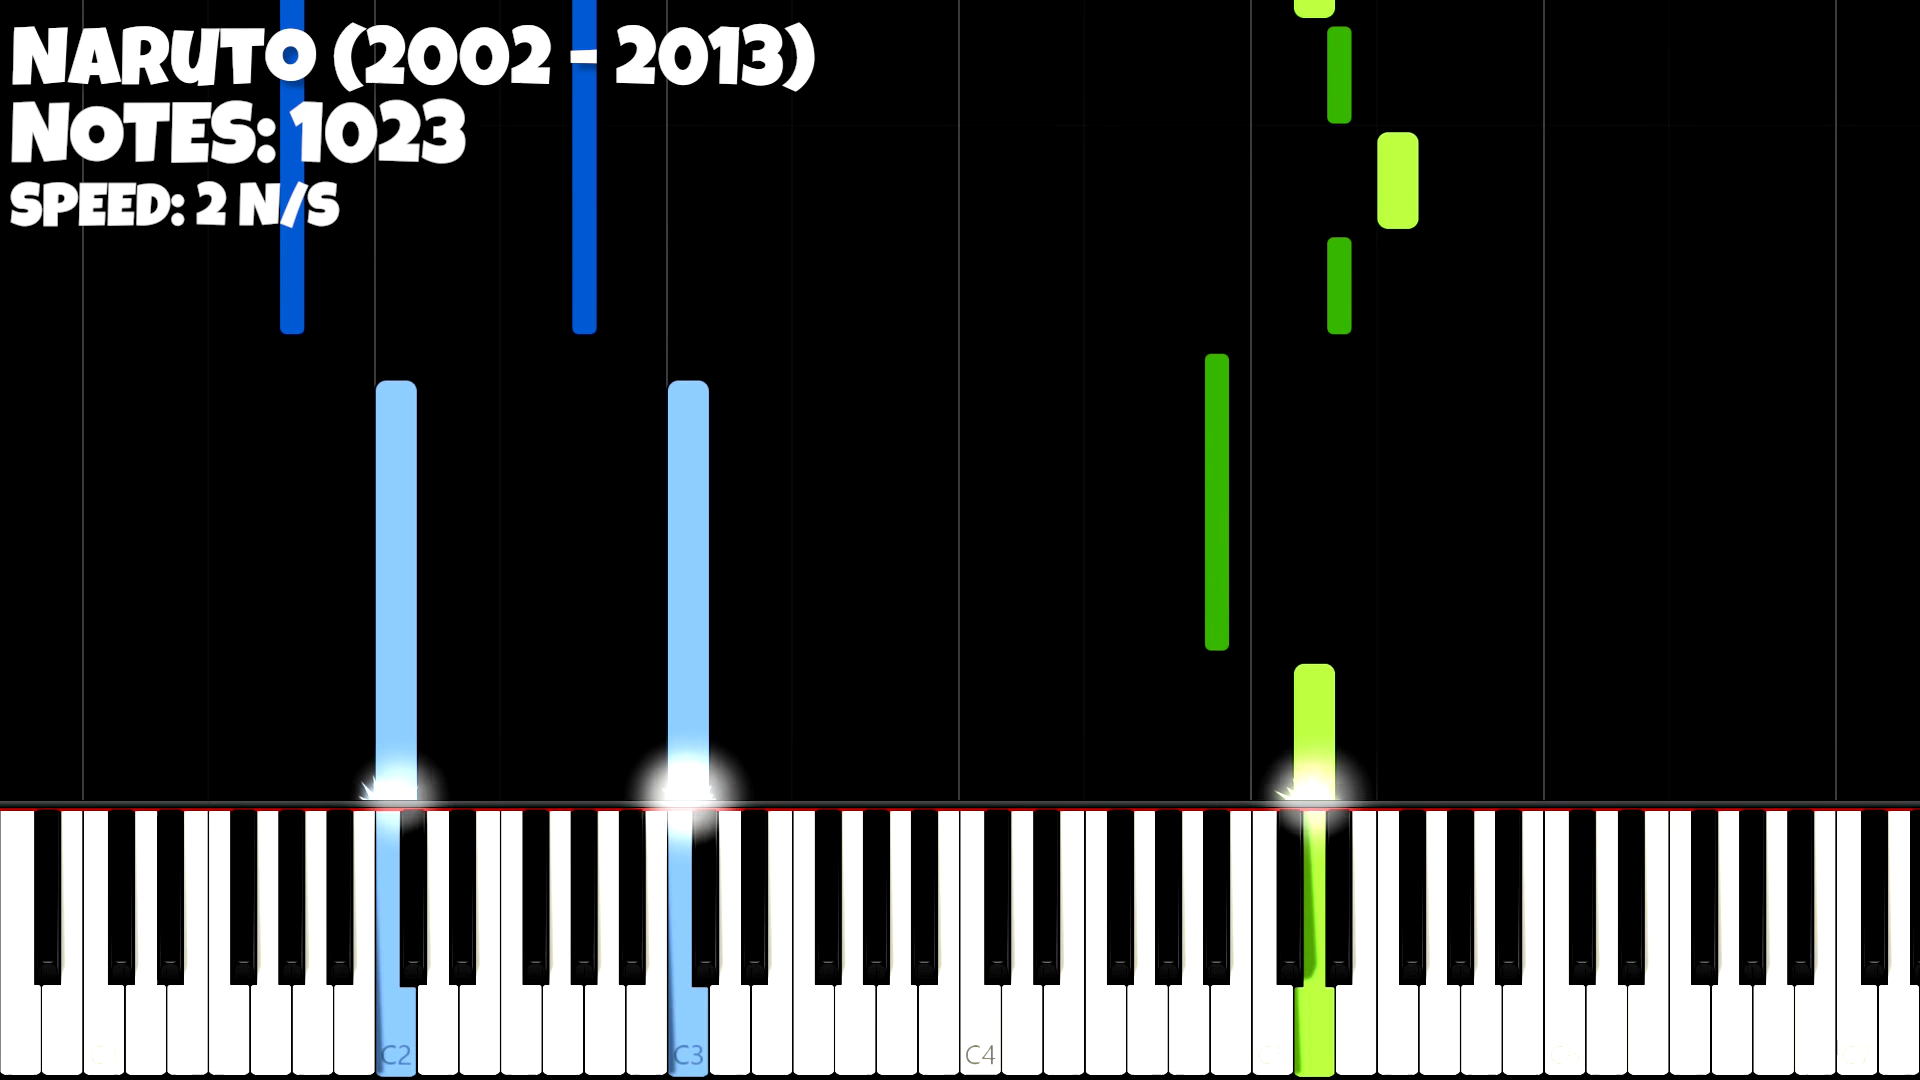 NARUTO (2002 - 2013)
NOTES: 1023
SPEED: 2 N/S
C2 C3 C4